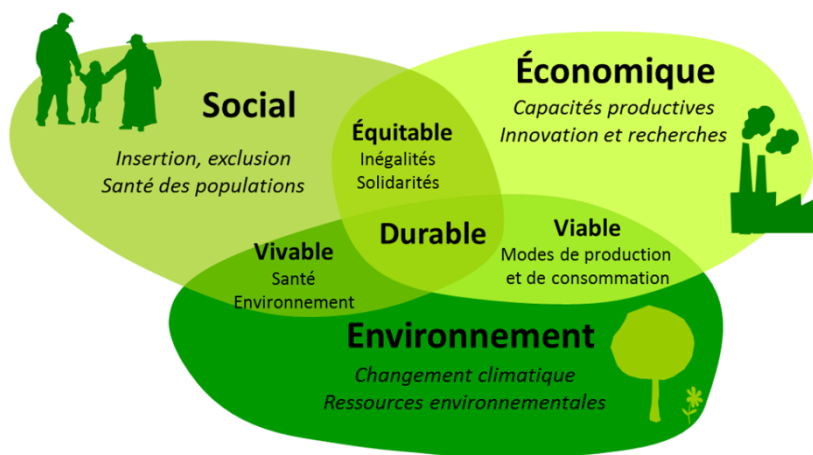 Social
Insertion, exclusion
Santé des populations
Économique
Capacités productives
Innovation et recherches
Équitable
Inégalités
Solidarités
Durable
Vivable
Santé
Environnement
Viable
Modes de production
et de consommation
Environnement
Changement climatique
Ressources environnementales